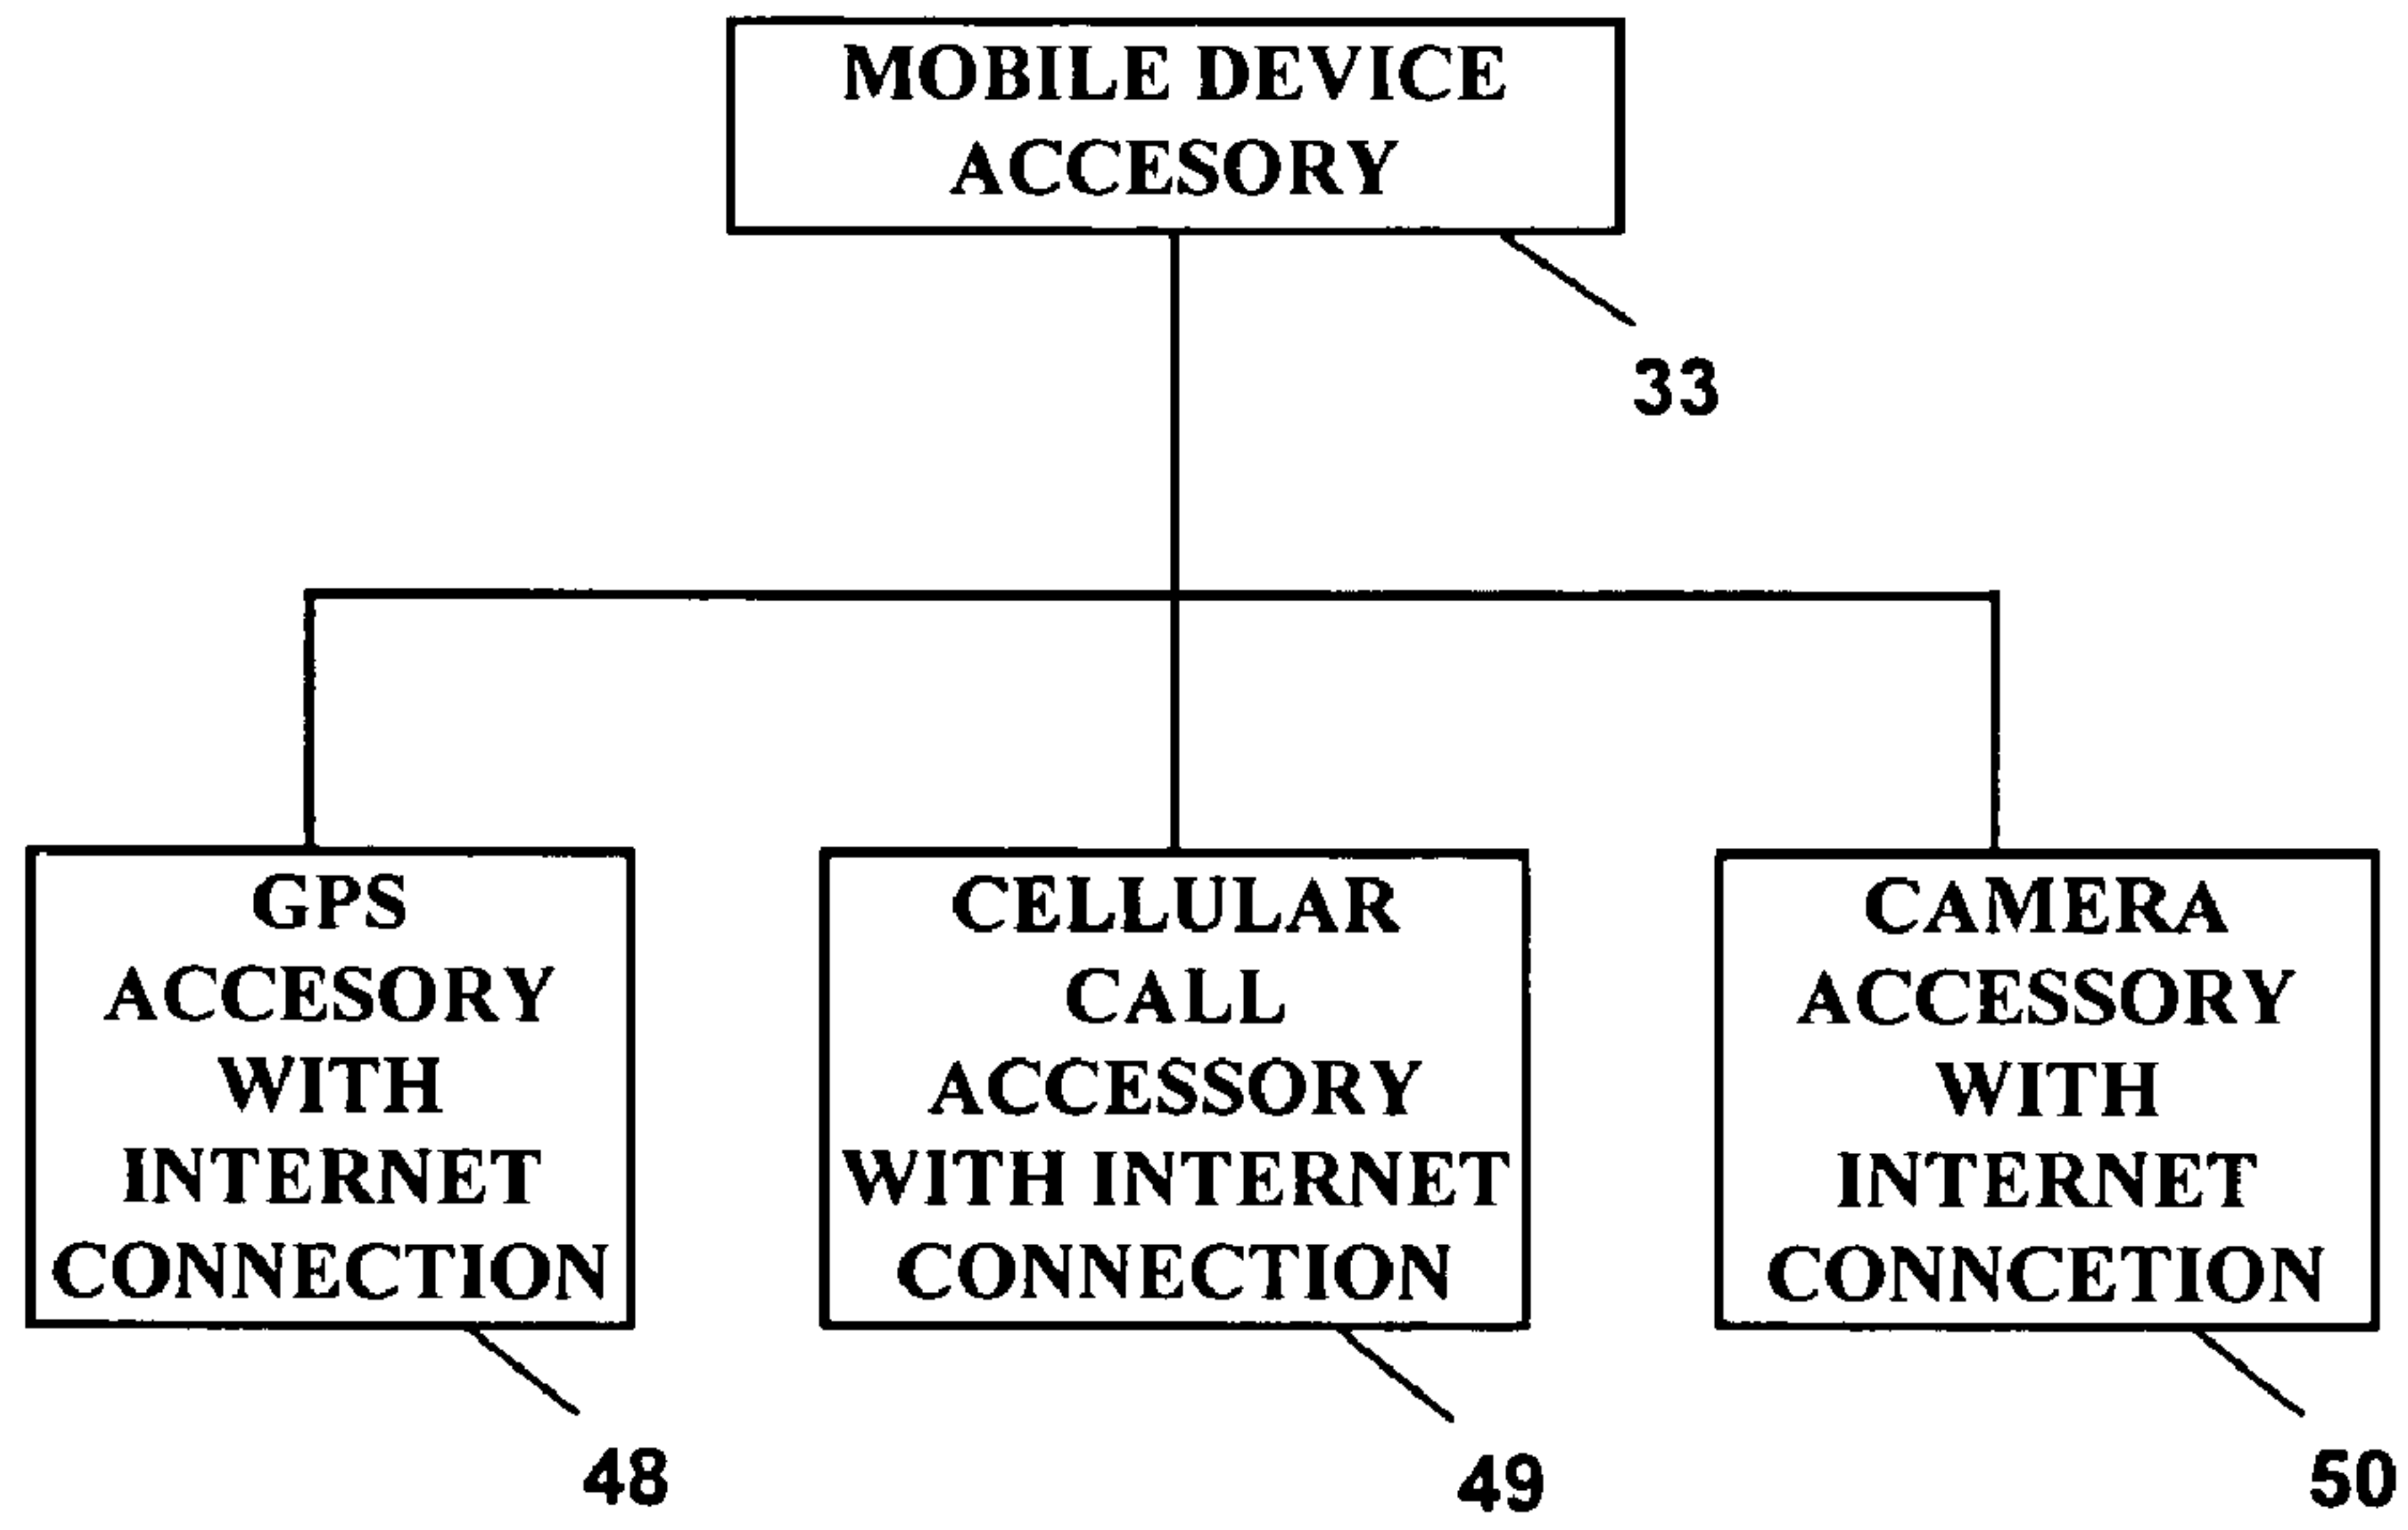 MOBILE DEVICE
ACCESORY
33
GPS
ACCESORY
WITH
INTERNET
CONNECTION
48
CELLULAR
CALL
ACCESSORY
WITH INTERNET
CONNECTION
49
CAMERA
ACCESSORY
WITH
INTERNET
CONNCETION
50